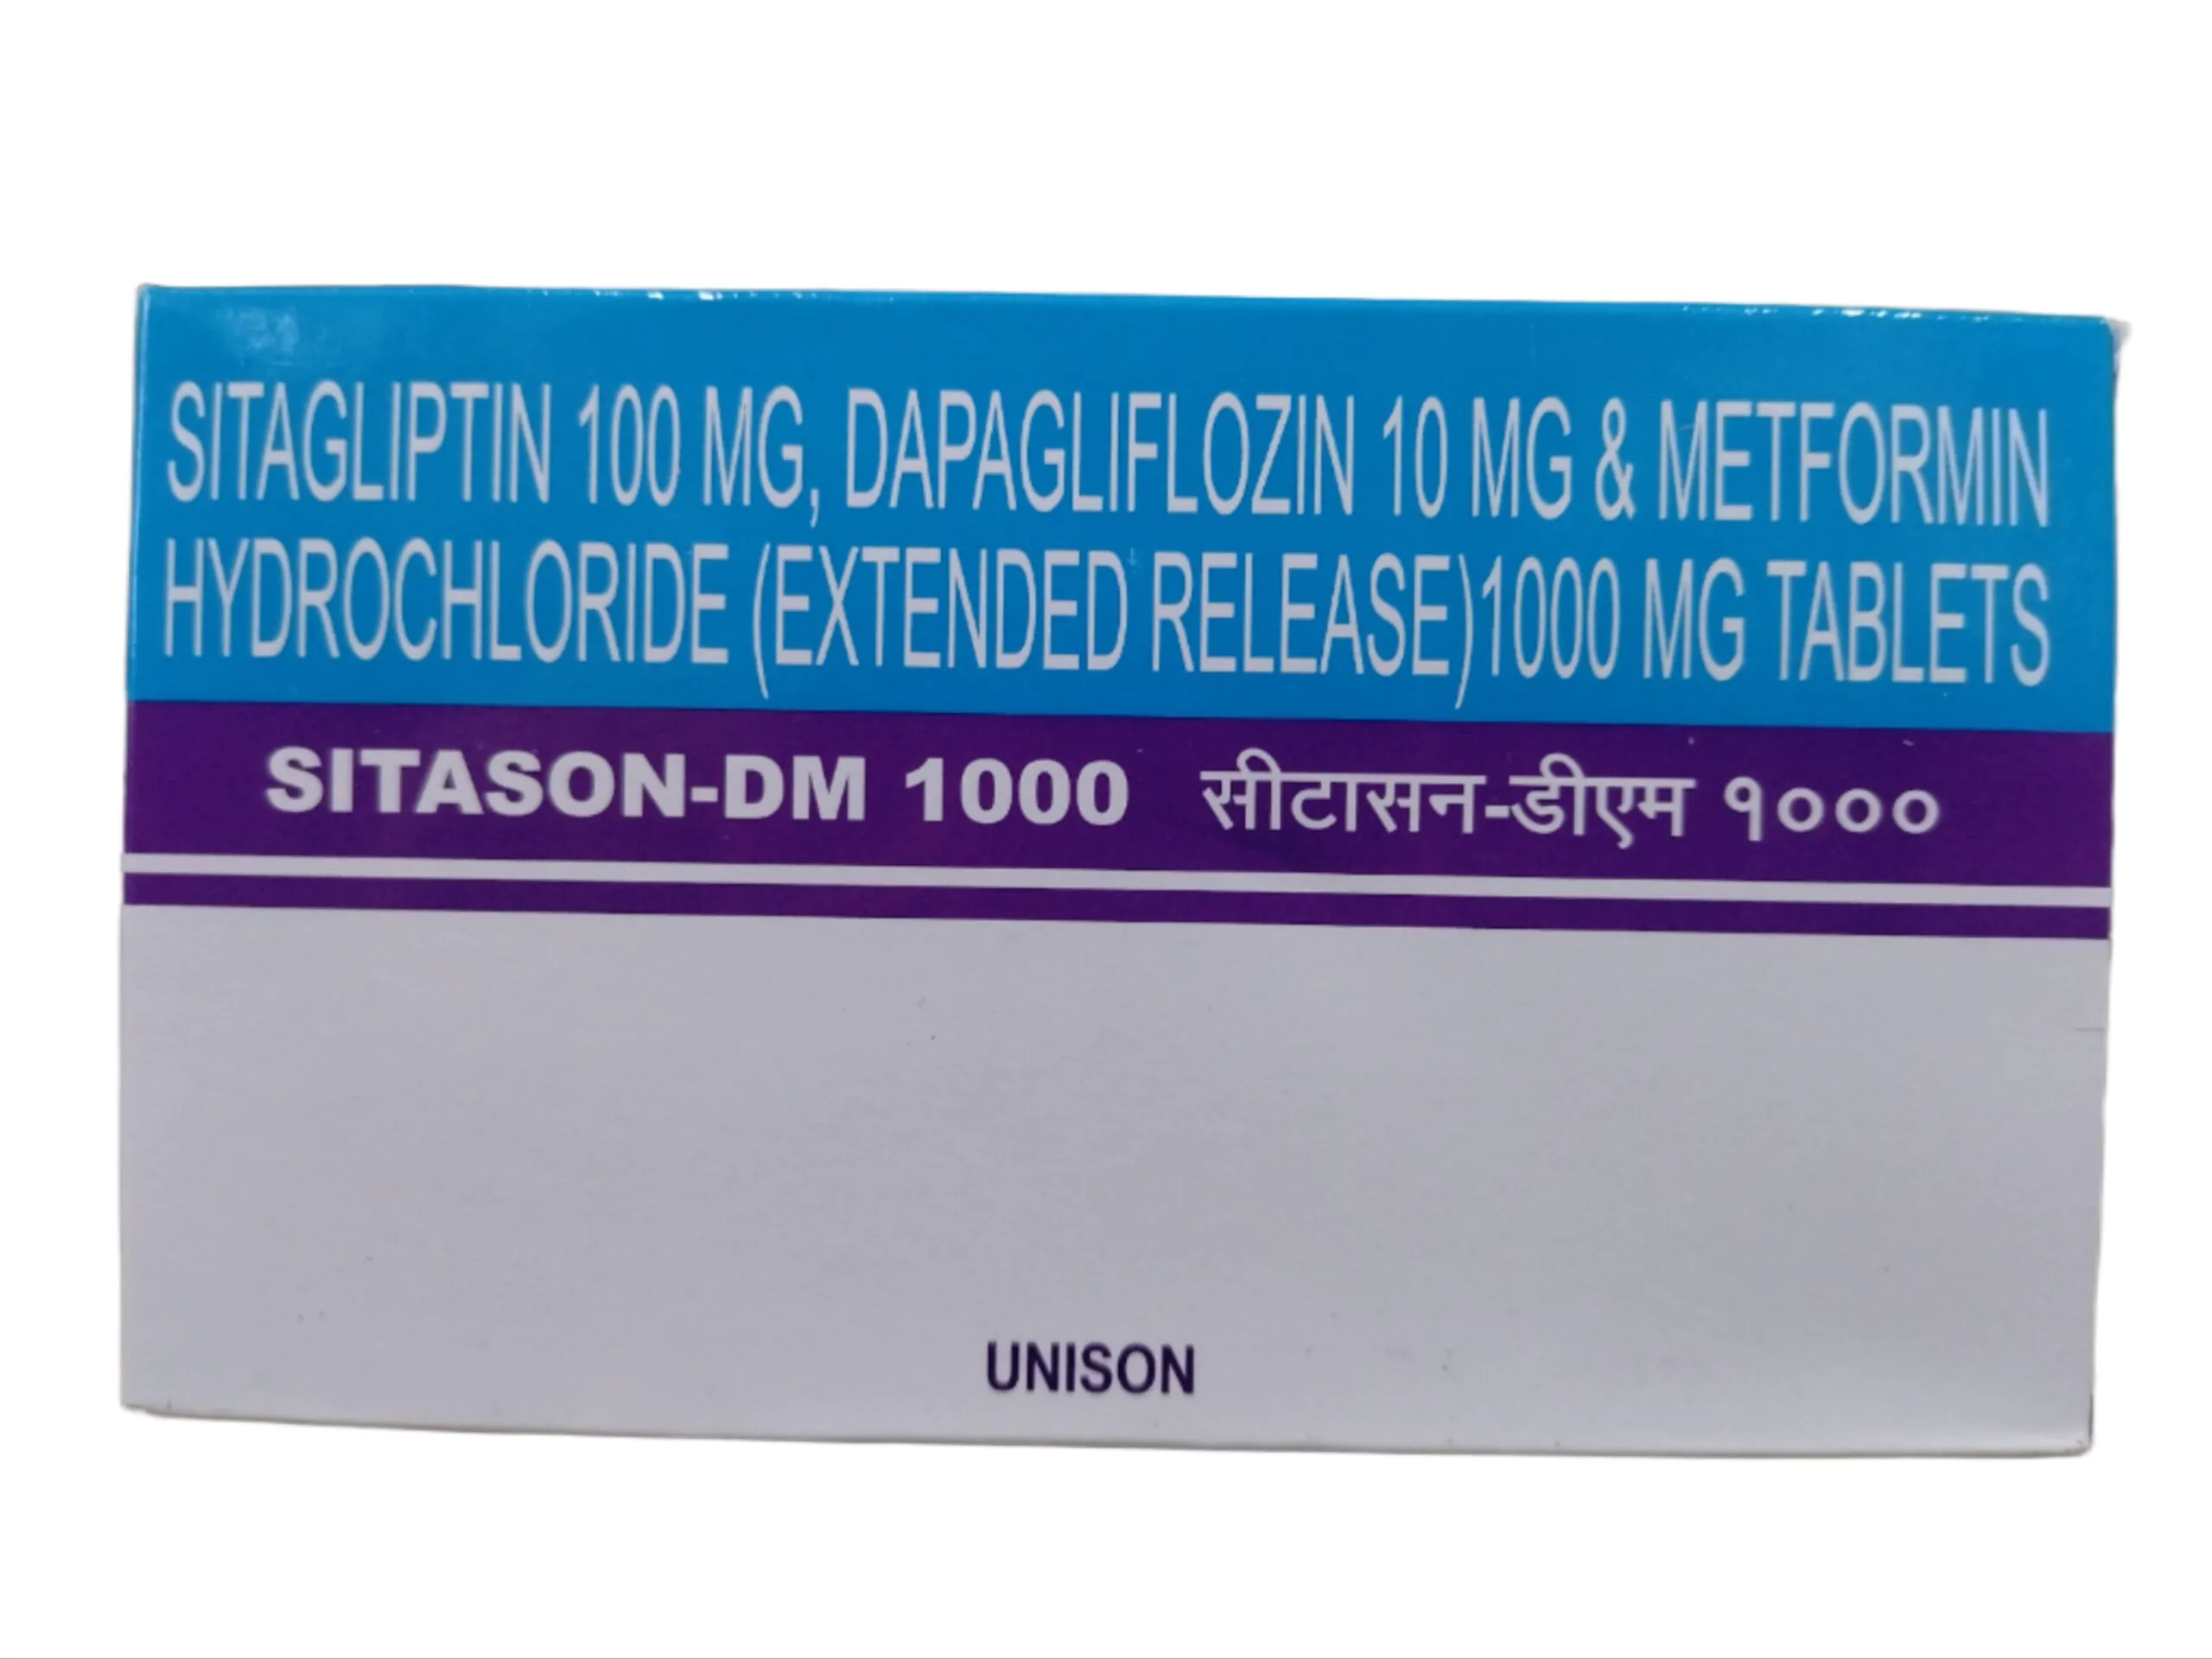 SITAGLIPTIN 100 MG, DAPAGLIFLOZIN 10 MG & METFORMIN
HYDROCHLORIDE (EXTENDED RELEASE)1000 MG TABLETS
SITASON-DM 1000 सीटासन-डीएम १०००
UNISON